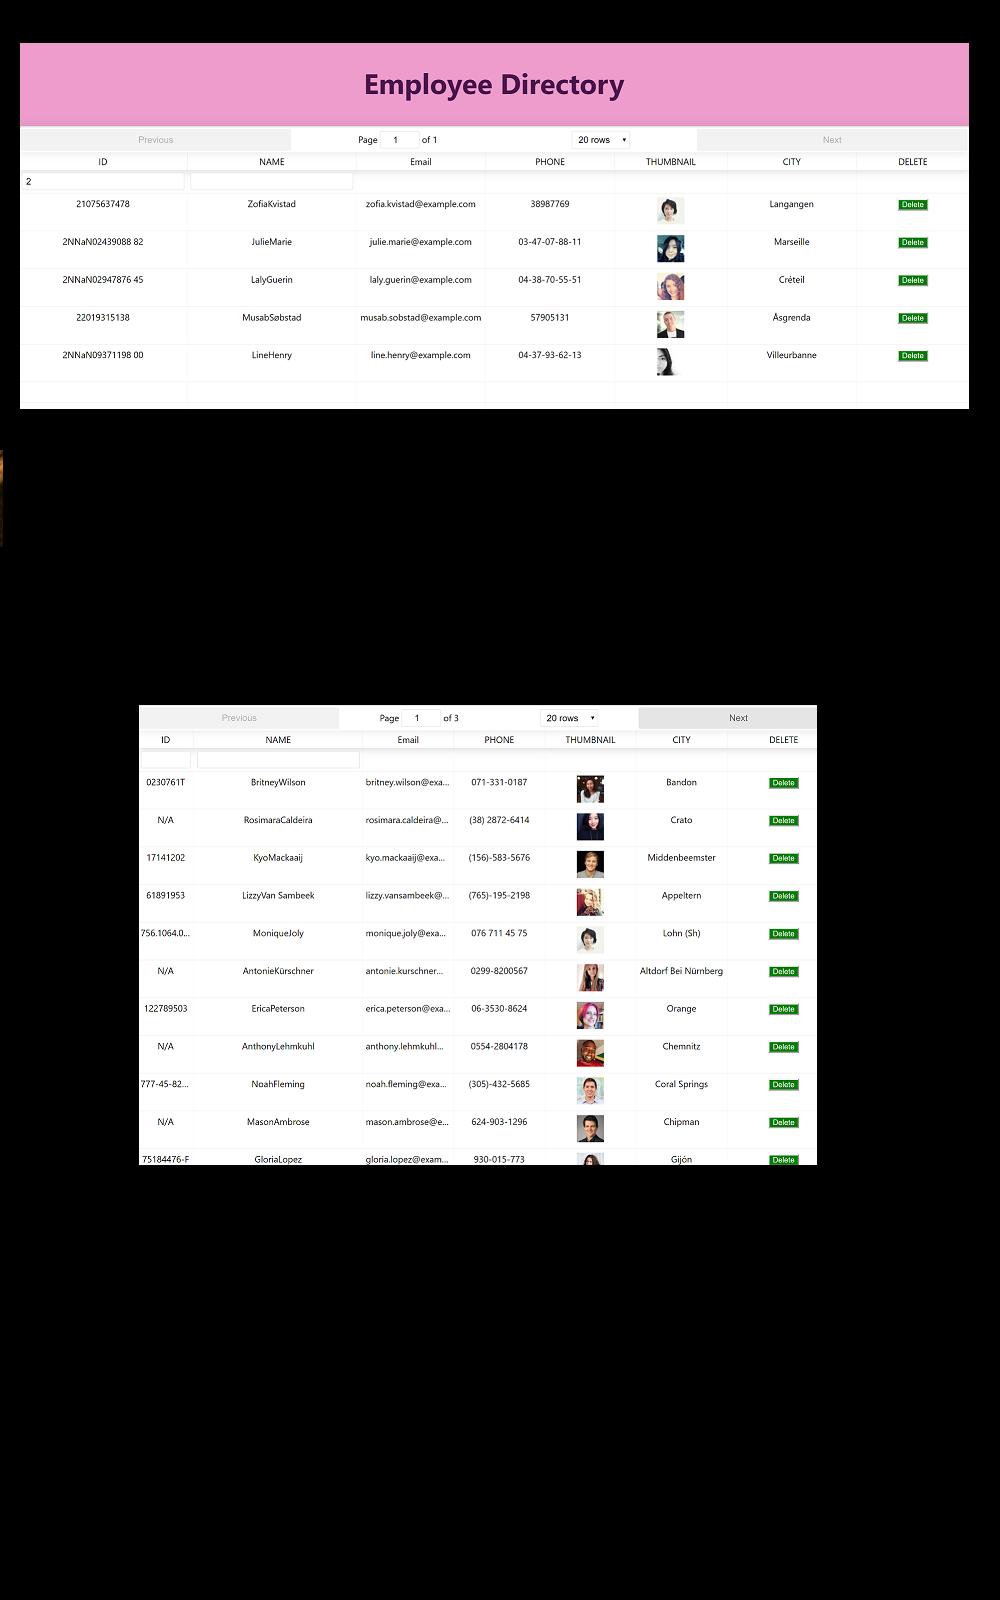 Employee Directory
Previous Page 1 of 1 20 rows Next
ID NAME Email PHONE THUMBNAIL CITY DELETE
2
21075637478 ZofiaKvistad zofia.kvistad@example.com 38987769 Langangen Delete
2NNaN02439088 82 JulieMarie julie.marie@example.com 03-47-07-88-11 Marseille Delete
2NNaN02947876 45 LalyGuerin laly.guerin@example.com 04-38-70-55-51 Créteil Delete
22019315138 MusabSøbstad musab.sobstad@example.com 57905131 Åsgrenda Delete
2NNaN09371198 00 LineHenry line.henry@example.com 04-37-93-62-13 Villeurbanne Delete
Previous Page 1 of 3 20 rows Next
ID NAME Email PHONE THUMBNAIL CITY DELETE
0230761T BritneyWilson britney.wilson@exa... 071-331-0187 Bandon Delete
N/A RosimaraCaldeira rosimara.caldeira@... (38) 2872-6414 Crato Delete
17141202 KyoMackaaij kyo.mackaaij@exa... (156)-583-5676 Middenbeemster Delete
61891953 LizzyVan Sambeek lizzy.vansambeek@... (765)-195-2198 Appeltern Delete
756.1064.0... MoniqueJoly monique.joly@exa... 076 711 45 75 Lohn (Sh) Delete
N/A AntonieKürschner antonie.kurschner... 0299-8200567 Altdorf Bei Nürnberg Delete
122789503 EricaPeterson erica.peterson@exa... 06-3530-8624 Orange Delete
N/A AnthonyLehmkuhl anthony.lehmkuhl... 0554-2804178 Chemnitz Delete
777-45-82... NoahFleming noah.fleming@exa... (305)-432-5685 Coral Springs Delete
N/A MasonAmbrose mason.ambrose@e... 624-903-1296 Chipman Delete
75184476-F GloriaLopez gloria.lopez@exam... 930-015-773 Gijón Delete